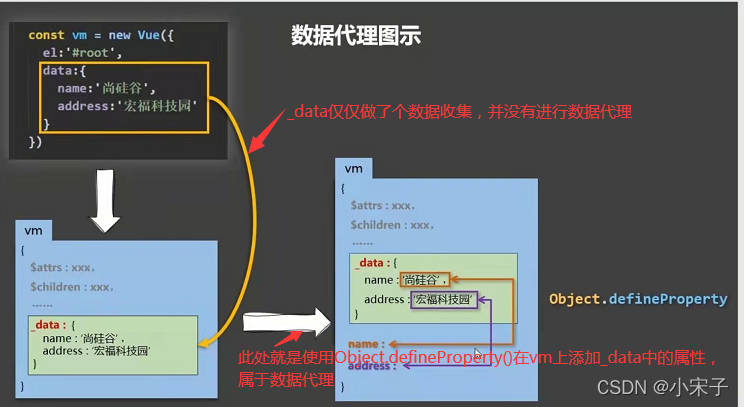 数据代理图示
const vm = new Vue({
el:'#root',
data:{
name:'尚硅谷',
address:'宏福科技园'
}
})
_data仅仅做了个数据收集，并没有进行数据代理
vm
{
$attrs : xxx,
$children : xxx,
......
_data : {
name : '尚硅谷' ,
address : '宏福科技园'
}
}
vm
{
$attrs : xxx,
$children : xxx,
......
_data : {
name : '尚硅谷' ,
address : '宏福科技园'
}
name :
address :
}
Object.defineProperty
此处就是使用Object.defineProperty()在vm上添加_data中的属性，
属于数据代理
CSDN @小宋子